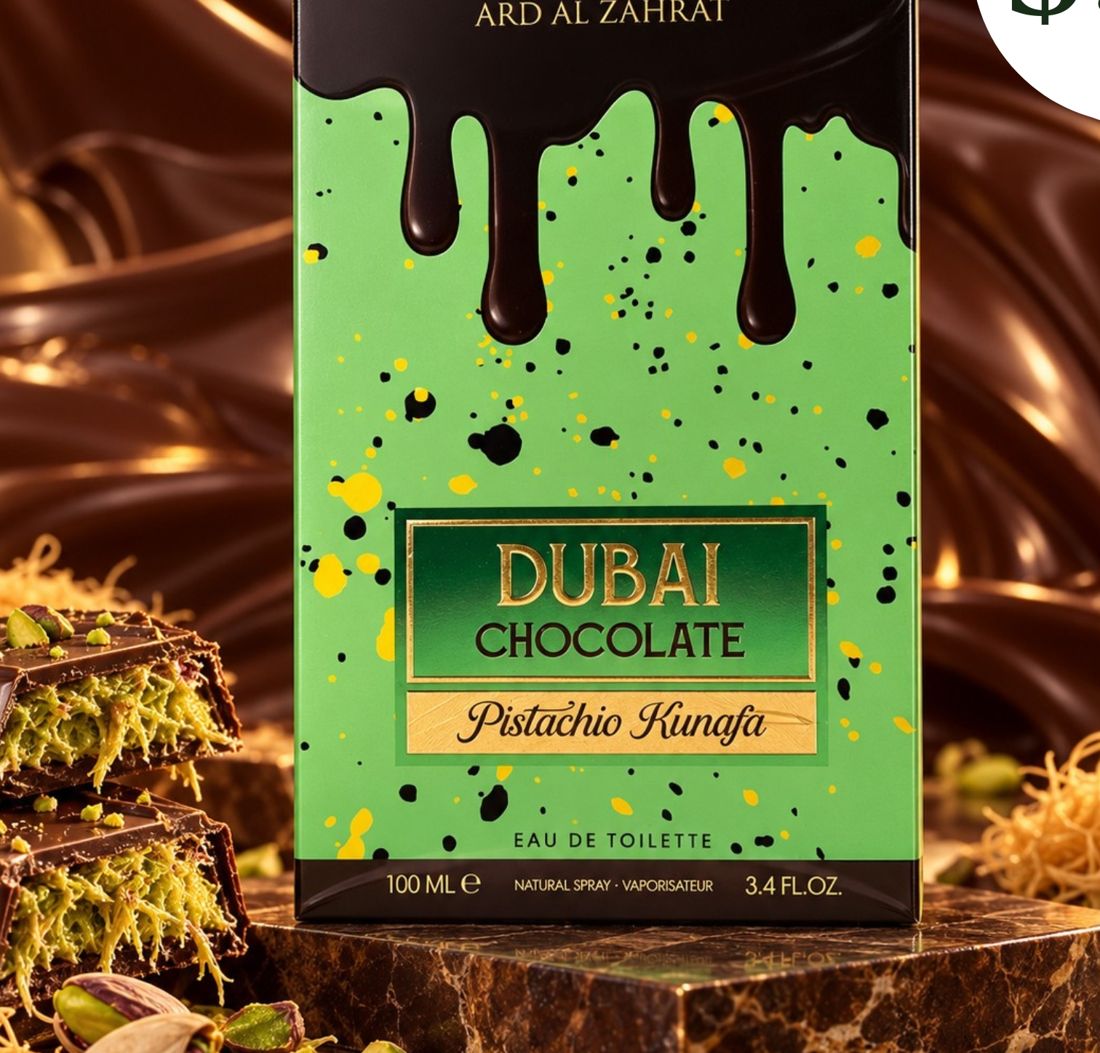 ARD AL ZAHRAT
$
DUBAI
CHOCOLATE
Pistachio Kunafa
EAU DE TOILETTE
100 ML ℮ NATURAL SPRAY · VAPORISATEUR 3.4 FL.OZ.